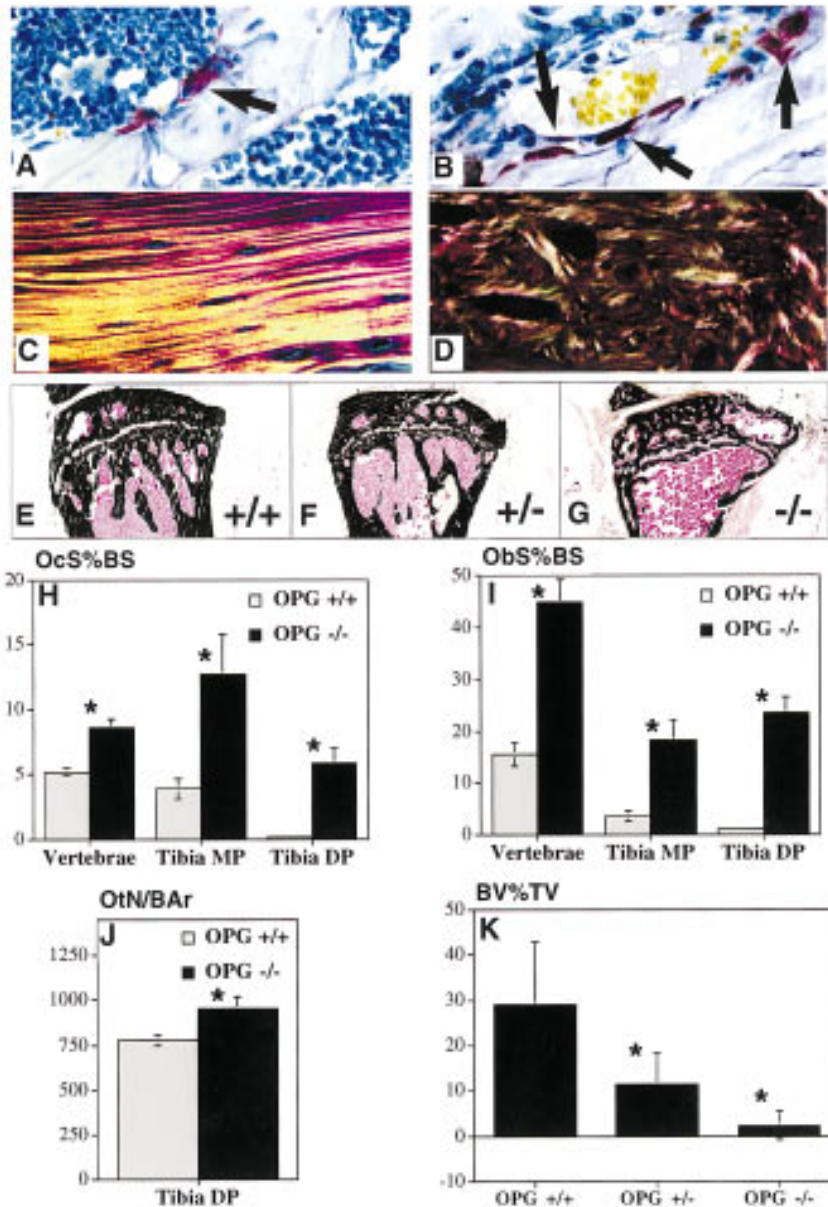 A
B
C
D
E
+/+
F
+/-
G
-/-
OcS%BS
H
OPG +/+
OPG -/-
20
15
10
5
0
*
*
*
Vertebrae
Tibia MP
Tibia DP
ObS%BS
I
OPG +/+
OPG -/-
50
40
30
20
10
0
*
*
*
Vertebrae
Tibia MP
Tibia DP
OtN/BAr
J
OPG +/+
OPG -/-
1250
1000
750
500
250
0
*
Tibia DP
BV%TV
K
50
40
30
20
10
0
-10
*
*
OPG +/+
OPG +/-
OPG -/-